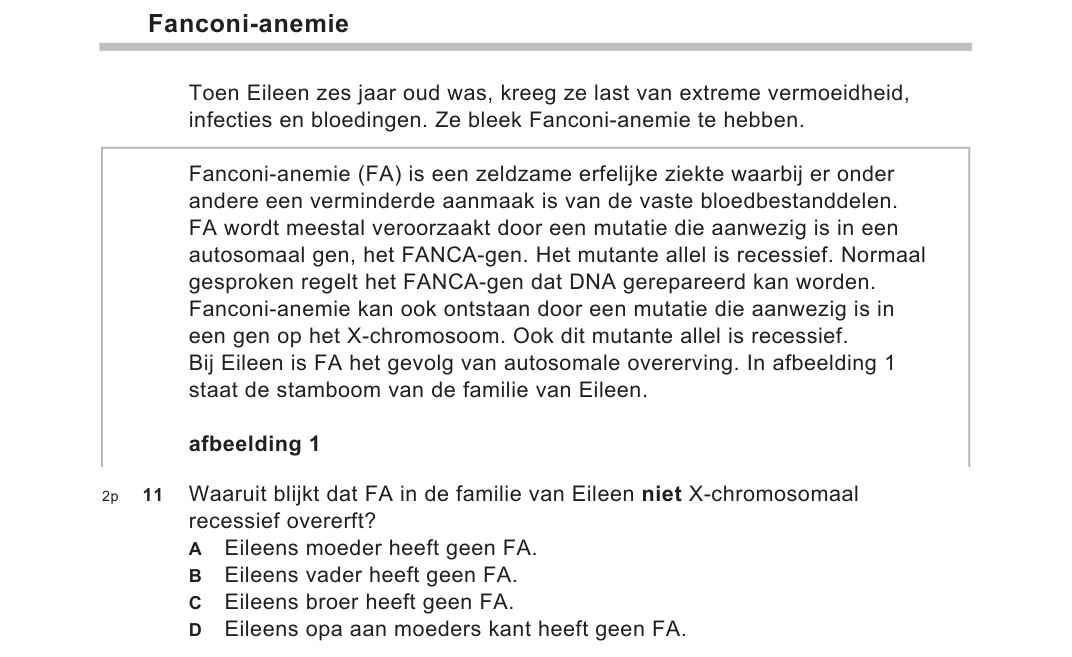 Fanconi-anemie
Toen Eileen zes jaar oud was, kreeg ze last van extreme vermoeidheid,
infecties en bloedingen. Ze bleek Fanconi-anemie te hebben.
Fanconi-anemie (FA) is een zeldzame erfelijke ziekte waarbij er onder
andere een verminderde aanmaak is van de vaste bloedbestanddelen.
FA wordt meestal veroorzaakt door een mutatie die aanwezig is in een
autosomaal gen, het FANCA-gen. Het mutante allel is recessief. Normaal
gesproken regelt het FANCA-gen dat DNA gerepareerd kan worden.
Fanconi-anemie kan ook ontstaan door een mutatie die aanwezig is in
een gen op het X-chromosoom. Ook dit mutante allel is recessief.
Bij Eileen is FA het gevolg van autosomale overerving. In afbeelding 1
staat de stamboom van de familie van Eileen.
afbeelding 1
2p 11 Waaruit blijkt dat FA in de familie van Eileen niet X-chromosomaal
recessief overerft?
A Eileens moeder heeft geen FA.
B Eileens vader heeft geen FA.
C Eileens broer heeft geen FA.
D Eileens opa aan moeders kant heeft geen FA.